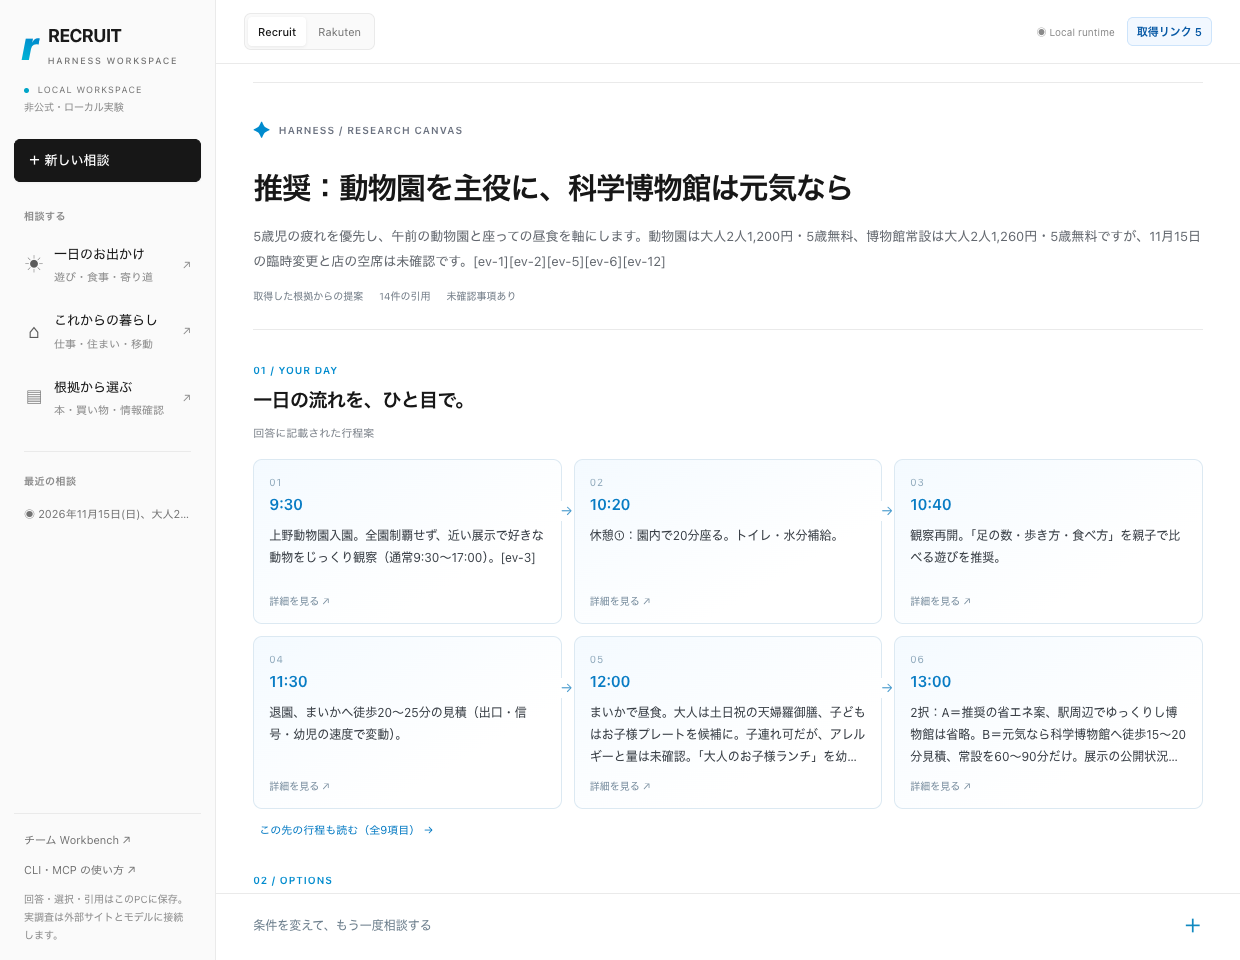 r RECRUIT
HARNESS WORKSPACE
LOCAL WORKSPACE
非公式・ローカル実験
+ 新しい相談
相談する
一日のお出かけ
遊び・食事・寄り道
↗
これからの暮らし
仕事・住まい・移動
↗
根拠から選ぶ
本・買い物・情報確認
↗
最近の相談
◉ 2026年11月15日(日)、大人2...
チーム Workbench ↗
CLI・MCP の使い方 ↗
回答・選択・引用はこのPCに保存。
実調査は外部サイトとモデルに接続
します。
Recruit Rakuten
◉ Local runtime
取得リンク 5
HARNESS / RESEARCH CANVAS
推奨：動物園を主役に、科学博物館は元気なら
5歳児の疲れを優先し、午前の動物園と座っての昼食を軸にします。動物園は大人2人1,200円・5歳無料、博物館常設は大人2人1,260円・5歳無料ですが、11月15日
の臨時変更と店の空席は未確認です。[ev-1][ev-2][ev-5][ev-6][ev-12]
取得した根拠からの提案 14件の引用 未確認事項あり
01 / YOUR DAY
一日の流れを、ひと目で。
回答に記載された行程案
01
9:30
上野動物園入園。全園制覇せず、近い展示で好きな
動物をじっくり観察（通常9:30〜17:00）。[ev-3]
詳細を見る ↗
→
02
10:20
休憩①：園内で20分座る。トイレ・水分補給。
詳細を見る ↗
→
03
10:40
観察再開。「足の数・歩き方・食べ方」を親子で比
べる遊びを推奨。
詳細を見る ↗
04
11:30
退園、まいかへ徒歩20〜25分の見積（出口・信
号・幼児の速度で変動）。
詳細を見る ↗
→
05
12:00
まいかで昼食。大人は土日祝の天婦羅御膳、子ども
はお子様プレートを候補に。子連れ可だが、アレル
ギーと量は未確認。「大人のお子様ランチ」を幼...
詳細を見る ↗
→
06
13:00
2択：A＝推奨の省エネ案、駅周辺でゆっくりし博
物館は省略。B＝元気なら科学博物館へ徒歩15〜20
分見積、常設を60〜90分だけ。展示の公開状況...
詳細を見る ↗
この先の行程も読む（全9項目） →
02 / OPTIONS
条件を変えて、もう一度相談する
+